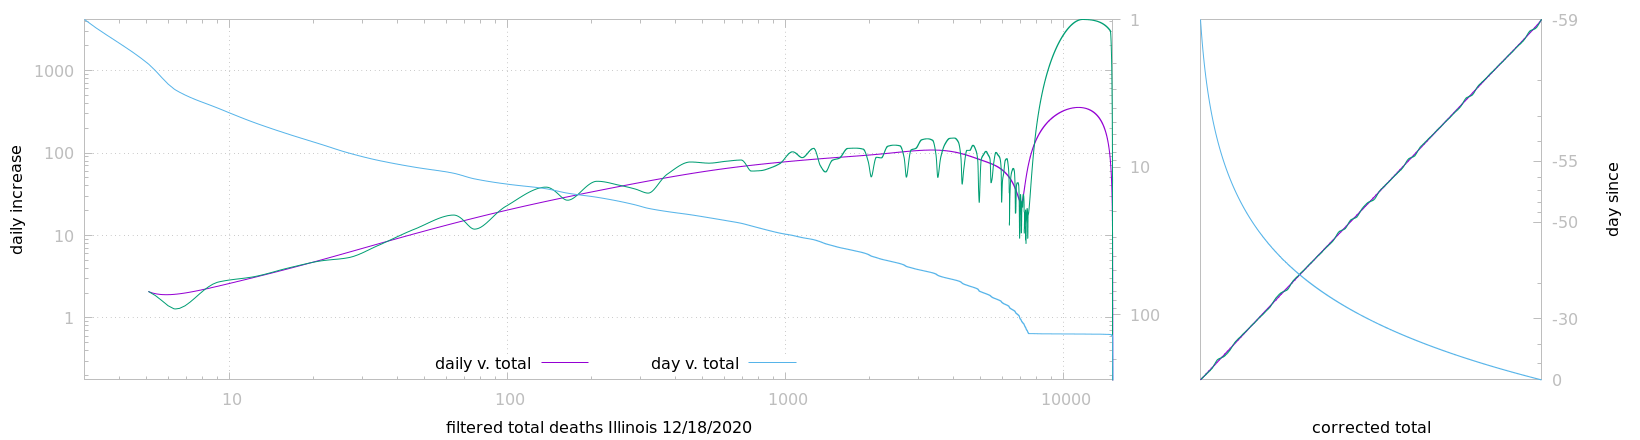 1000
100
10
1
daily increase
10
100
1000
10000
filtered total deaths Illinois 12/18/2020
daily v. total
day v. total
1
10
100
-59
-55
-50
-30
0
day since
corrected total